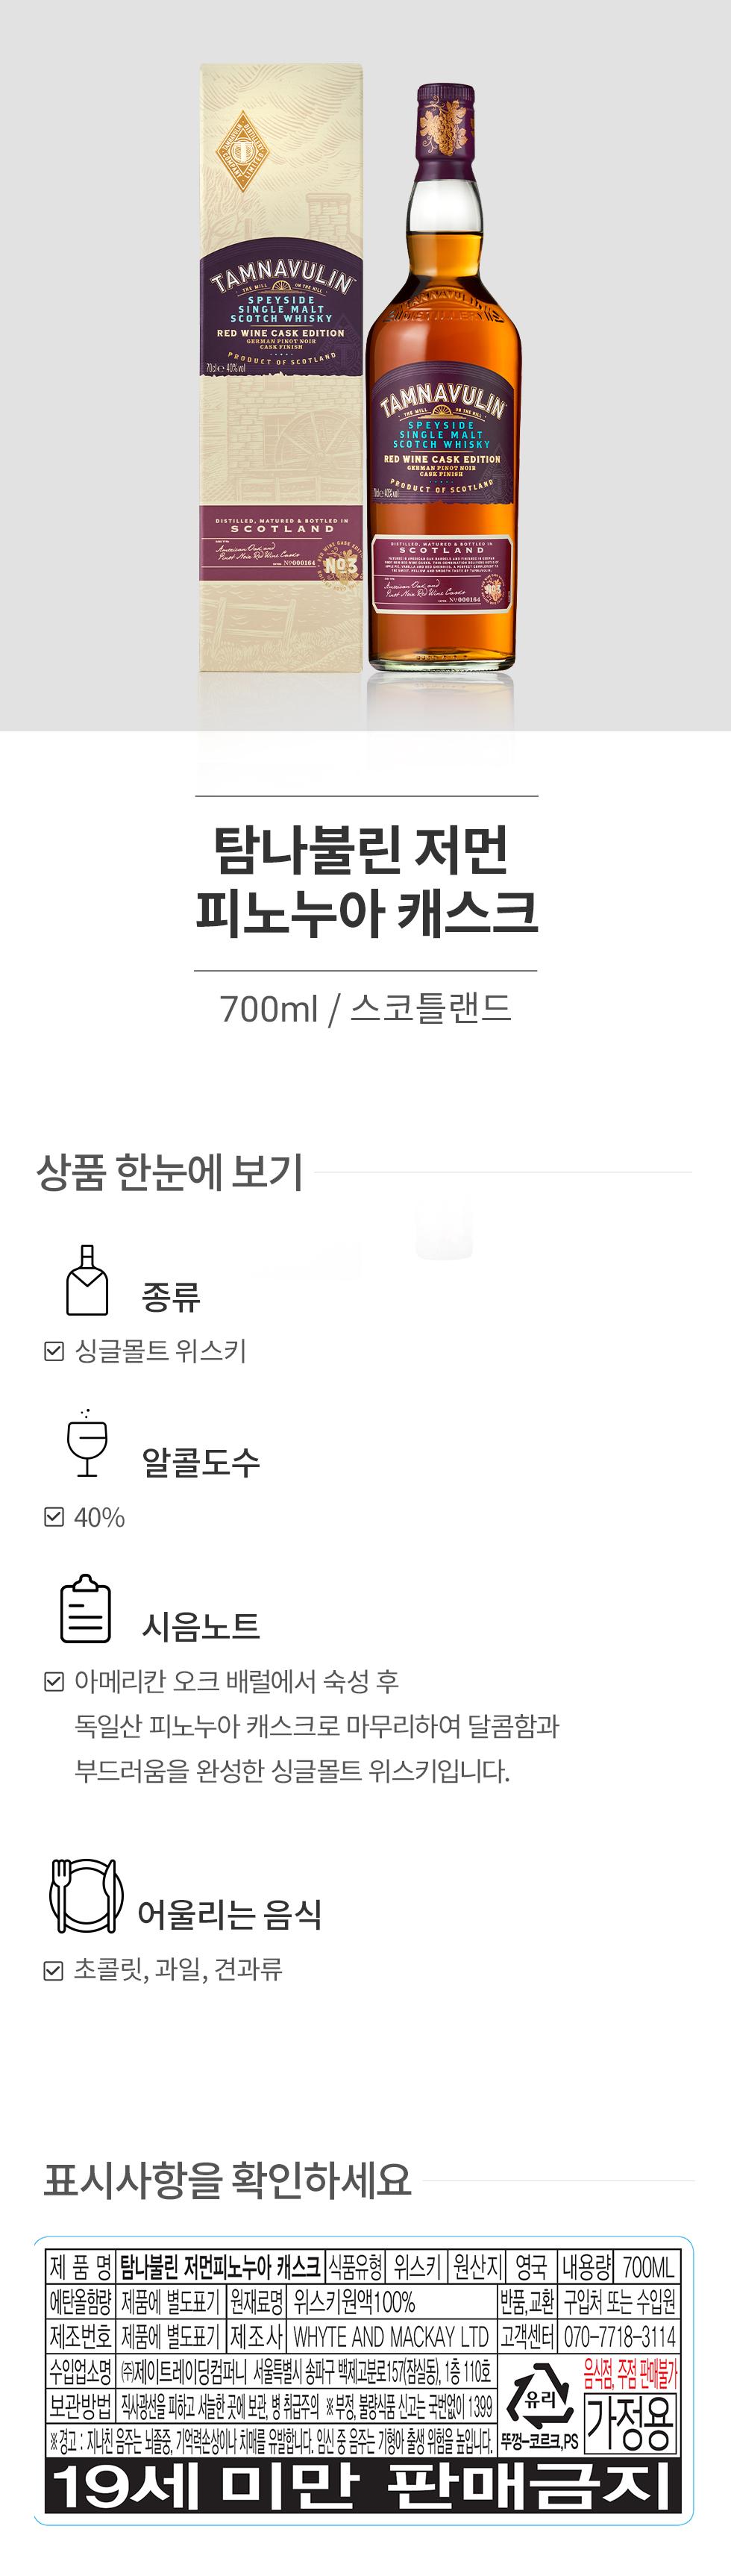 TAMNAVULIN
THE MILL ON THE HILL
SPEYSIDE
SINGLE MALT
SCOTCH WHISKY
RED WINE CASK EDITION
GERMAN PINOT NOIR
CASK FINISH
PRODUCT OF SCOTLAND
70cl e 40%vol
DISTILLED, MATURED & BOTTLED IN
SCOTLAND
American Oak and
Pinot Noir Red Wine Casks
Nº000164
RED WINE CASK EDITION
Nº3
TAMNAVULIN
TAMNAVULIN
THE MILL ON THE HILL
SPEYSIDE
SINGLE MALT
SCOTCH WHISKY
RED WINE CASK EDITION
GERMAN PINOT NOIR
CASK FINISH
PRODUCT OF SCOTLAND
70cl e 40%vol
DISTILLED, MATURED & BOTTLED IN
SCOTLAND
American Oak and
Pinot Noir Red Wine Casks
Nº000164
탐나불린 저먼
피노누아 캐스크
700ml / 스코틀랜드
상품 한눈에 보기
종류
싱글몰트 위스키
알콜도수
40%
시음노트
아메리칸 오크 배럴에서 숙성 후
독일산 피노누아 캐스크로 마무리하여 달콤함과
부드러움을 완성한 싱글몰트 위스키입니다.
어울리는 음식
초콜릿, 과일, 견과류
표시사항을 확인하세요
제 품 명 탐나불린 저먼피노누아 캐스크 식품유형 위스키 원산지 영국 내용량 700ML
에탄올함량 제품에 별도표기 원재료명 위스키원액100% 반품,교환 구입처 또는 수입원
제조번호 제품에 별도표기 제조사 WHYTE AND MACKAY LTD 고객센터 070-7718-3114
수입업소명 ㈜제이트레이딩컴퍼니 서울특별시 송파구 백제고분로157(잠실동), 1층 110호
음식점, 주점 판매불가
보관방법 직사광선을 피하고 서늘한 곳에 보관, 병 취급주의 ※부정, 불량식품 신고는 국번없이 1399
유리
가정용
※경고 : 지나친 음주는 뇌졸중, 기억력손상이나 치매를 유발합니다. 임신 중 음주는 기형아 출생 위험을 높입니다.
뚜껑-코르크,PS
19세 미만 판매금지